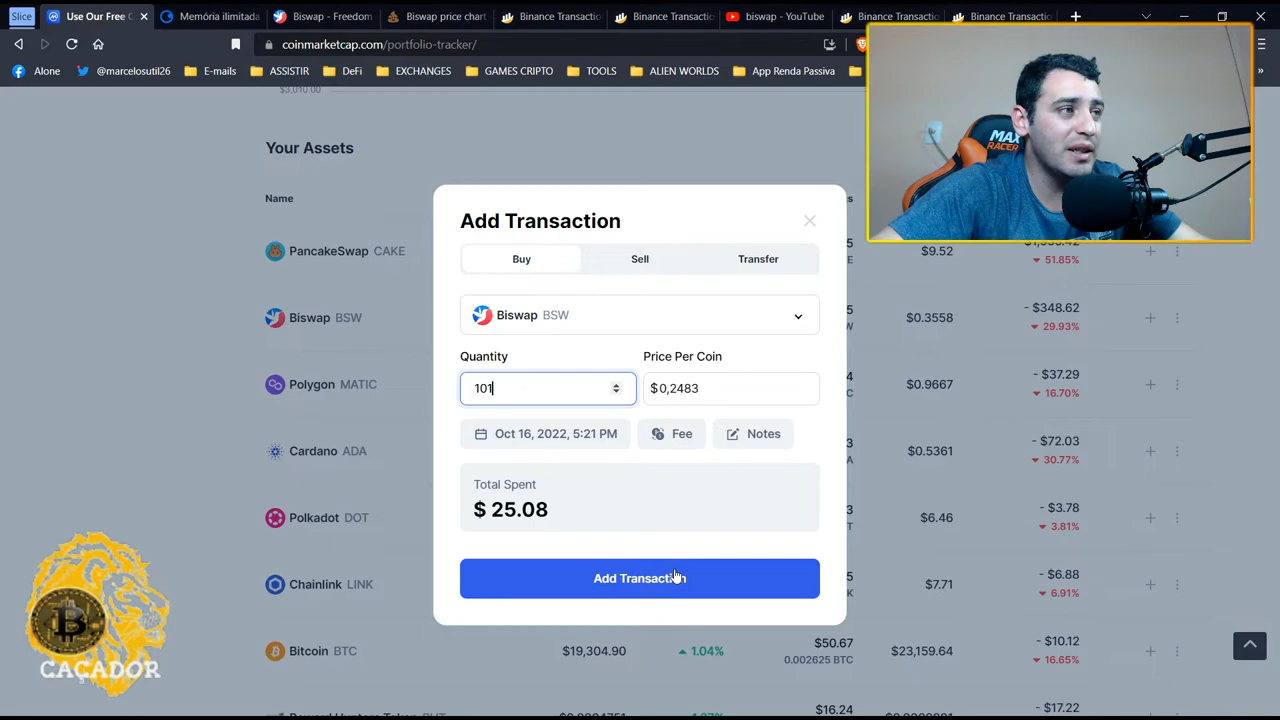 Slice Use Our Free C Memória ilimitada Biswap - Freedom Biswap price chart Binance Transactio Binance Transactio biswap - YouTube Binance Transactio Binance Transactio
coinmarketcap.com/portfolio-tracker/
Alone @marcelosutil26 E-mails ASSISTIR DeFi EXCHANGES GAMES CRIPTO TOOLS ALIEN WORLDS App Renda Passiva »
$3,010.00
MAX
RACER
Your Assets
Name
PancakeSwap CAKE $9.52 51.85%
Biswap BSW $0.3558 - $348.62 29.93%
Polygon MATIC $0.9667 - $37.29 16.70%
Cardano ADA $0.5361 - $72.03 30.77%
Polkadot DOT $6.46 - $3.78 3.81%
Chainlink LINK $7.71 - $6.88 6.91%
Bitcoin BTC $19,304.90 1.04% $50.67 0.002625 BTC $23,159.64 - $10.12 16.65%
$16.24 - $17.22
Add Transaction
Buy Sell Transfer
Biswap BSW
Quantity Price Per Coin
101 $0,2483
Oct 16, 2022, 5:21 PM Fee Notes
Total Spent
$ 25.08
Add Transaction
CAÇADOR